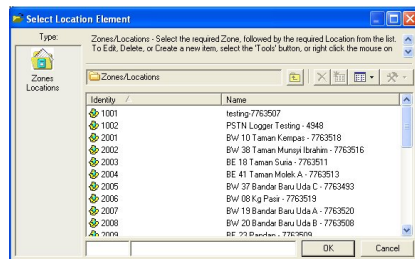 Select Location Element
Type:
Zones
Locations
Zones/Locations - Select the required Zone, followed by the required Location from the list.
To Edit, Delete, or Create a new item, select the 'Tools' button, or right click the mouse on
Zones/Locations
Identity Name
1001 testing-7763507
1002 PSTN Logger Testing - 4948
2001 BW 10 Taman Kempas - 7763518
2002 BW 38 Taman Munsyi Ibrahim - 7763516
2003 BE 18 Taman Suria - 7763511
2004 BE 41 Taman Molek A - 7763513
2005 BW 37 Bandar Baru Uda C - 7763493
2006 BW 08 Kg Pasir - 7763519
2007 BW 19 Bandar Baru Uda A - 7763520
2008 BW 20 Bandar Baru Uda B - 7763508
2009 BE 23 Pandan - 7763509
OK Cancel